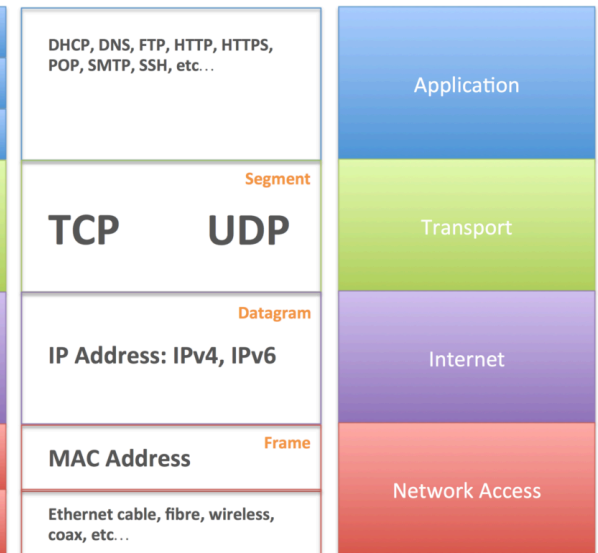 DHCP, DNS, FTP, HTTP, HTTPS,
POP, SMTP, SSH, etc...
Application
Segment
TCP UDP
Transport
Datagram
IP Address: IPv4, IPv6
Internet
Frame
MAC Address
Network Access
Ethernet cable, fibre, wireless,
coax, etc...